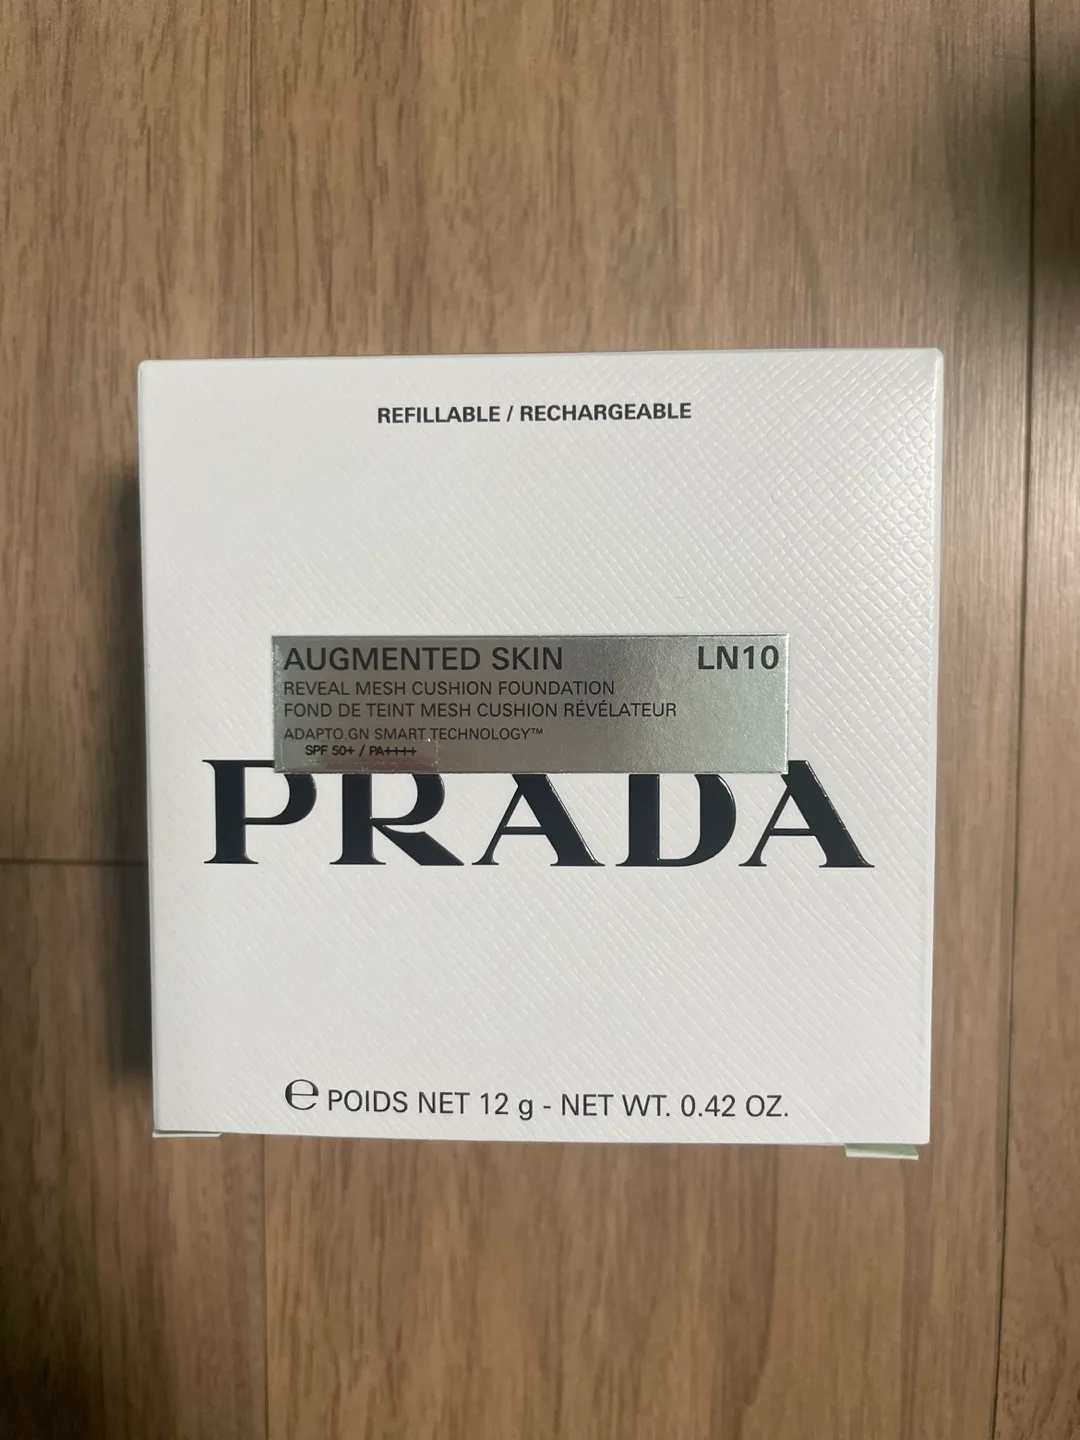 REFILLABLE / RECHARGEABLE
AUGMENTED SKIN LN10
REVEAL MESH CUSHION FOUNDATION
FOND DE TEINT MESH CUSHION RÉVÉLATEUR
ADAPTO.GN SMART TECHNOLOGY™
SPF 50+ / PA++++
PRADA
℮ POIDS NET 12 g - NET WT. 0.42 OZ.